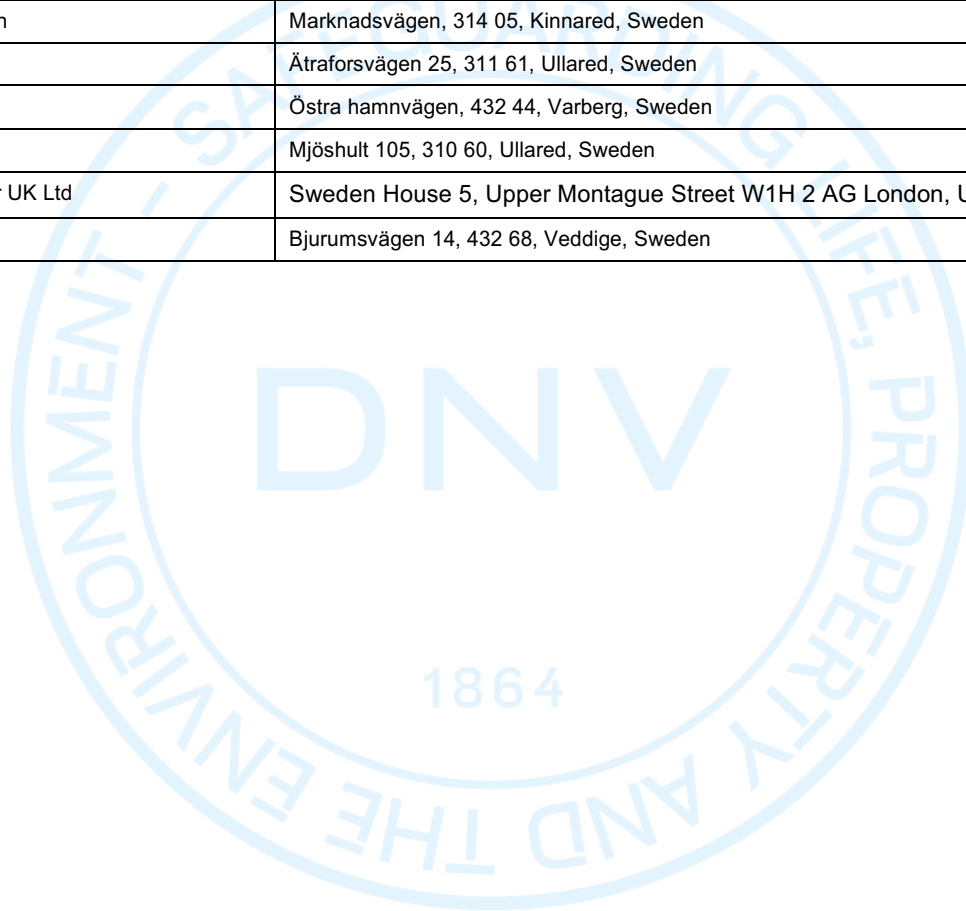 n
Marknadsvägen, 314 05, Kinnared, Sweden
Ätraforsvägen 25, 311 61, Ullared, Sweden
Östra hamnvägen, 432 44, Varberg, Sweden
Mjöshult 105, 310 60, Ullared, Sweden
UK Ltd
Sweden House 5, Upper Montague Street W1H 2 AG London, U
Bjurumsvägen 14, 432 68, Veddige, Sweden
SAFEGUARDING LIFE, PROPERTY AND THE ENVIRONMENT –
DNV
1864